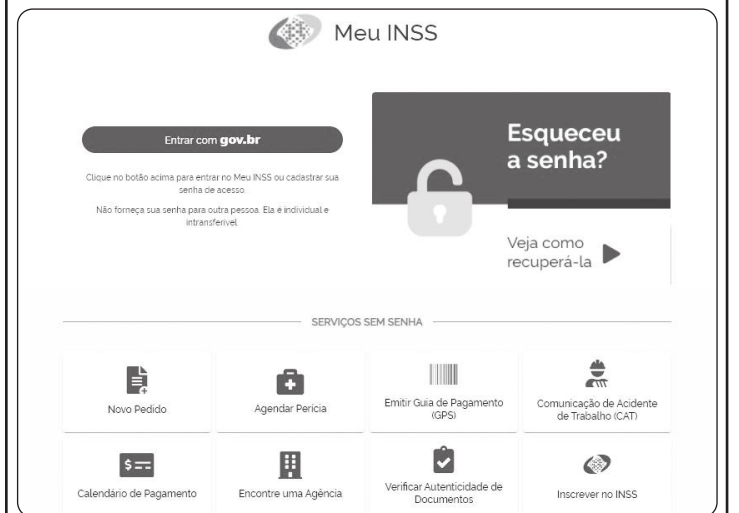 Meu INSS
Entrar com gov.br
Clique no botão acima para entrar no Meu INSS ou cadastrar sua
senha de acesso.
Não forneça sua senha para outra pessoa. Ela é individual e
intransferível.
Esqueceu
a senha?
Veja como
recuperá-la
SERVIÇOS SEM SENHA
Novo Pedido
Agendar Perícia
Emitir Guia de Pagamento
(GPS)
Comunicação de Acidente
de Trabalho (CAT)
Calendário de Pagamento
Encontre uma Agência
Verificar Autenticidade de
Documentos
Inscrever no INSS